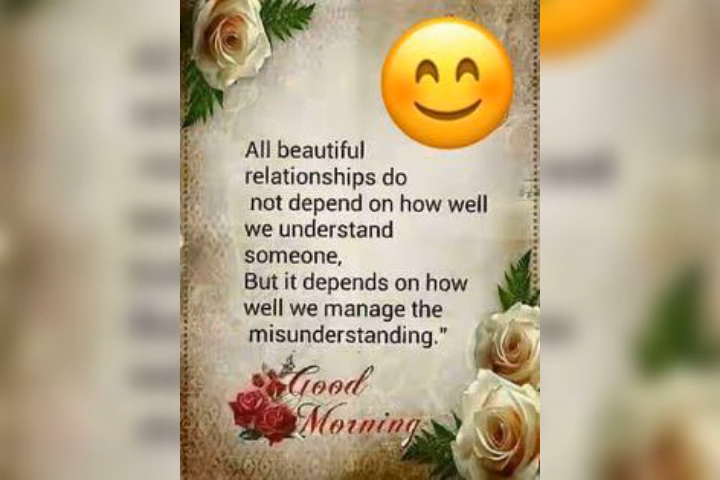 All beautiful
relationships do
not depend on how well
we understand
someone,
But it depends on how
well we manage the
misunderstanding."
Good
Morning